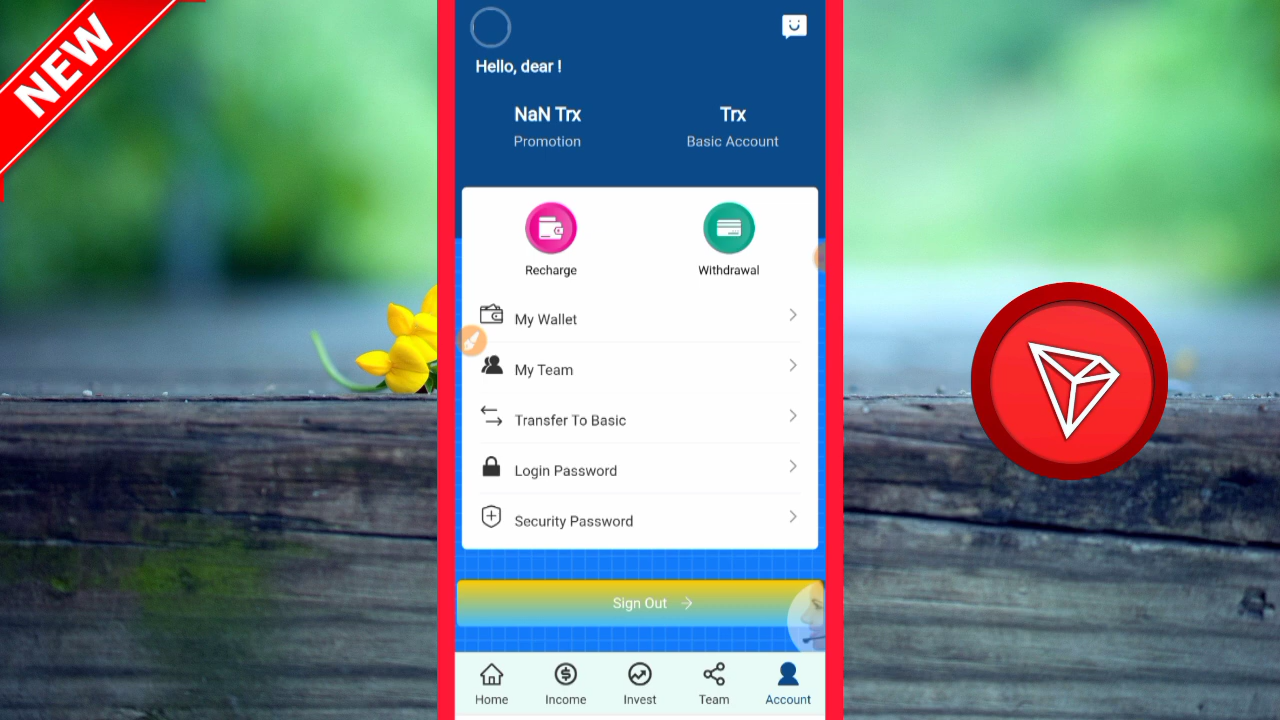 NEW
Hello, dear !
NaN Trx
Trx
Promotion
Basic Account
Recharge
Withdrawal
My Wallet
My Team
Transfer To Basic
Login Password
Security Password
Sign Out
Home
Income
Invest
Team
Account